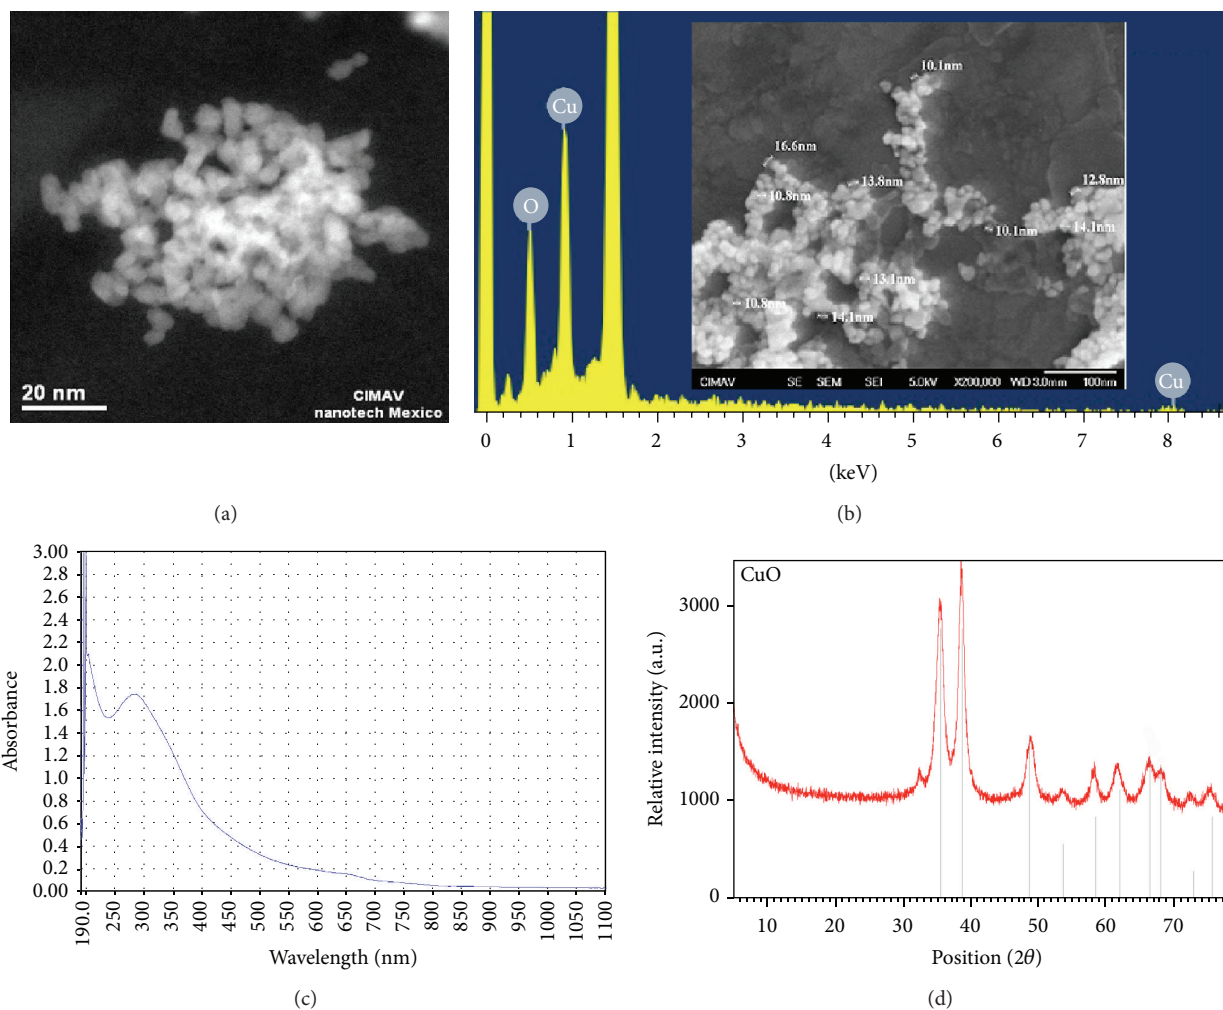 20 nm
CIMAV
nanotech Mexico
(a)
O
Cu
Cu
10.1nm
16.6nm
13.8nm
12.8nm
10.8nm
10.1nm
14.1nm
13.1nm
10.8nm
14.1nm
CIMAV SE SEMI SEI 5.0kV X200,000 WD 3.0mm 100nm
0 1 2 3 4 5 6 7 8
(keV)
(b)
3.00
2.8
2.6
2.4
2.2
2.0
1.8
1.6
1.4
1.2
1.0
0.8
0.6
0.4
0.2
0.00
Absorbance
190.0 250 300 350 400 450 500 550 600 650 700 750 800 850 900 950 1000 1050 1100
Wavelength (nm)
(c)
CuO
3000
2000
1000
0
Relative intensity (a.u.)
10 20 30 40 50 60 70
Position (2θ)
(d)